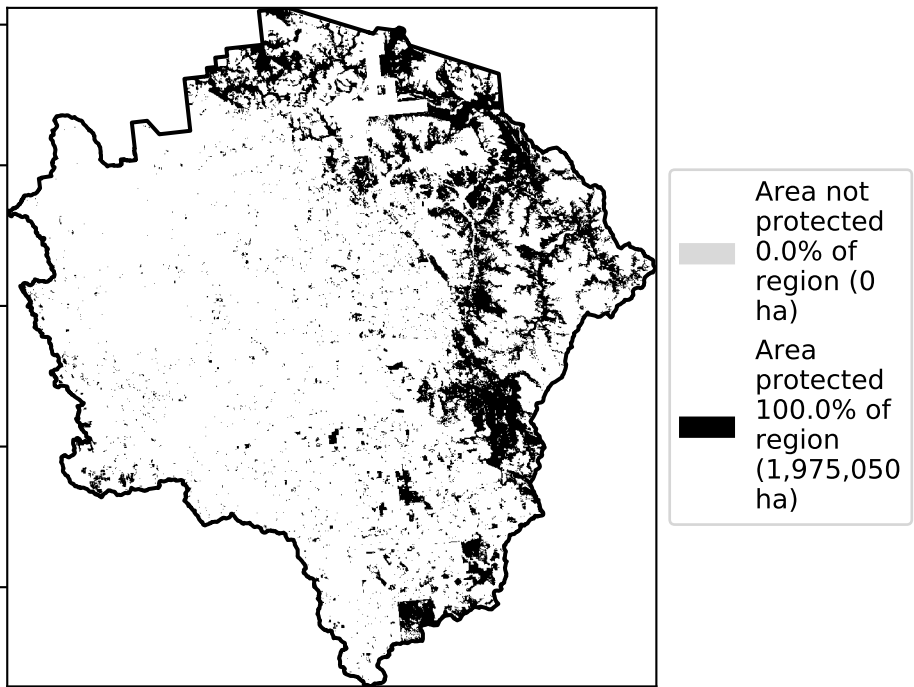 Area not
protected
0.0% of
region (0
ha)
Area
protected
100.0% of
region
(1,975,050
ha)